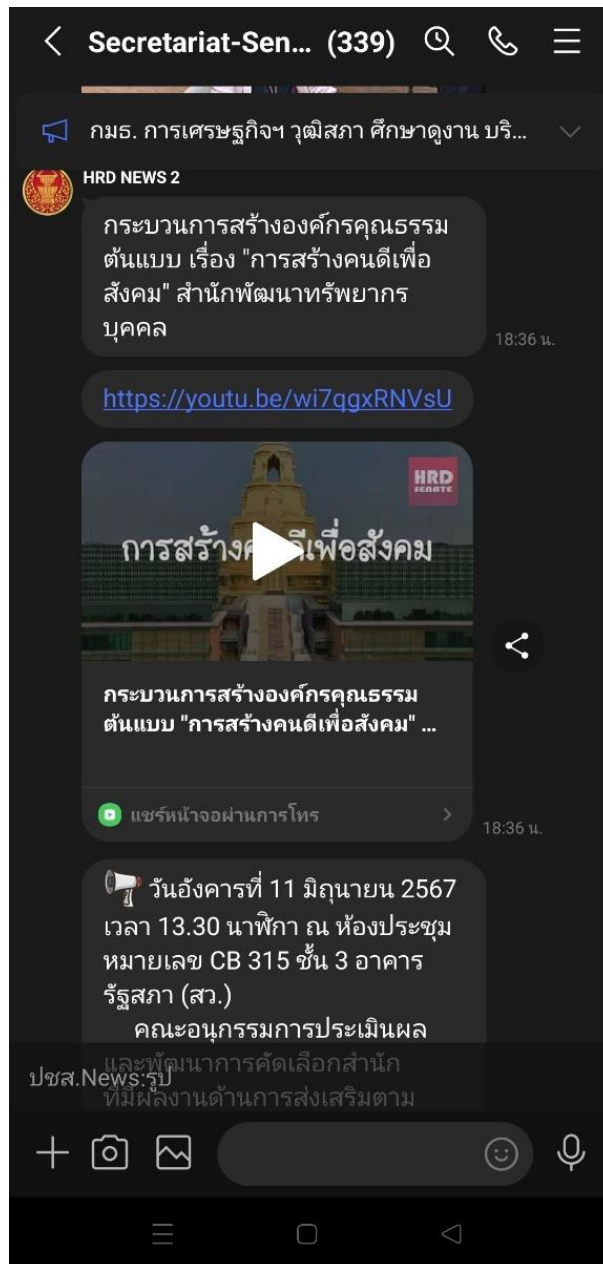 Secretariat-Sen... (339)
กมธ. การเศรษฐกิจฯ วุฒิสภา ศึกษาดูงาน บริ...
HRD NEWS 2
กระบวนการสร้างองค์กรคุณธรรม
ต้นแบบ เรื่อง "การสร้างคนดีเพื่อ
สังคม" สำนักพัฒนาทรัพยากร
บุคคล
18:36 น.
https://youtu.be/wi7qgxRNVsU
HRD
SENATE
การสร้างค ดีเพื่อสังคม
กระบวนการสร้างองค์กรคุณธรรม
ต้นแบบ "การสร้างคนดีเพื่อสังคม" ...
แชร์หน้าจอผ่านการโทร
18:36 น.
วันอังคารที่ 11 มิถุนายน 2567
เวลา 13.30 นาฬิกา ณ ห้องประชุม
หมายเลข CB 315 ชั้น 3 อาคาร
รัฐสภา (สว.)
คณะอนุกรรมการประเมินผล
และพัฒนาการคัดเลือกสำนัก
ปชส.News:รูป
ที่มีผลงานด้านการส่งเสริมตาม